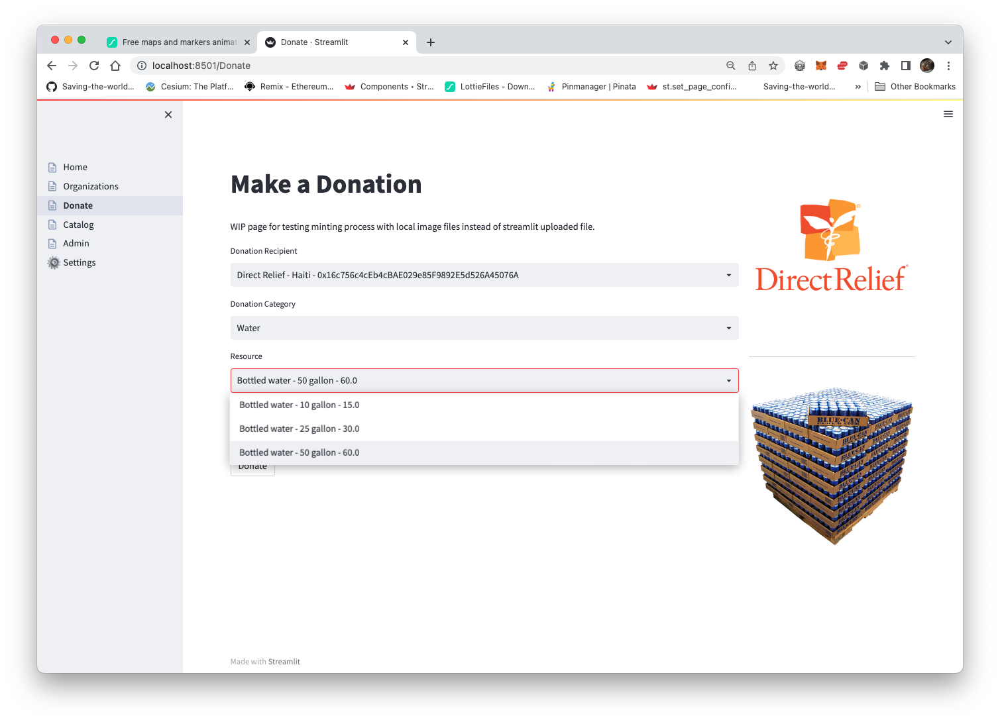 Free maps and markers animat
Donate · Streamlit
localhost:8501/Donate
Saving-the-world...
Cesium: The Platf...
Remix - Ethereum...
Components • Str...
LottieFiles - Down...
Pinmanager | Pinata
st.set_page_confi...
Saving-the-world...
»
Other Bookmarks
Home
Organizations
Donate
Catalog
Admin
Settings
Make a Donation
WIP page for testing minting process with local image files instead of streamlit uploaded file.
Donation Recipient
Direct Relief - Haiti - 0x16c756c4cEb4cBAE029e85F9892E5d526A45076A
Donation Category
Water
Resource
Bottled water - 50 gallon - 60.0
Bottled water - 10 gallon - 15.0
Bottled water - 25 gallon - 30.0
Bottled water - 50 gallon - 60.0
Donate
Made with Streamlit
®
DirectRelief®
BLUE·CAN